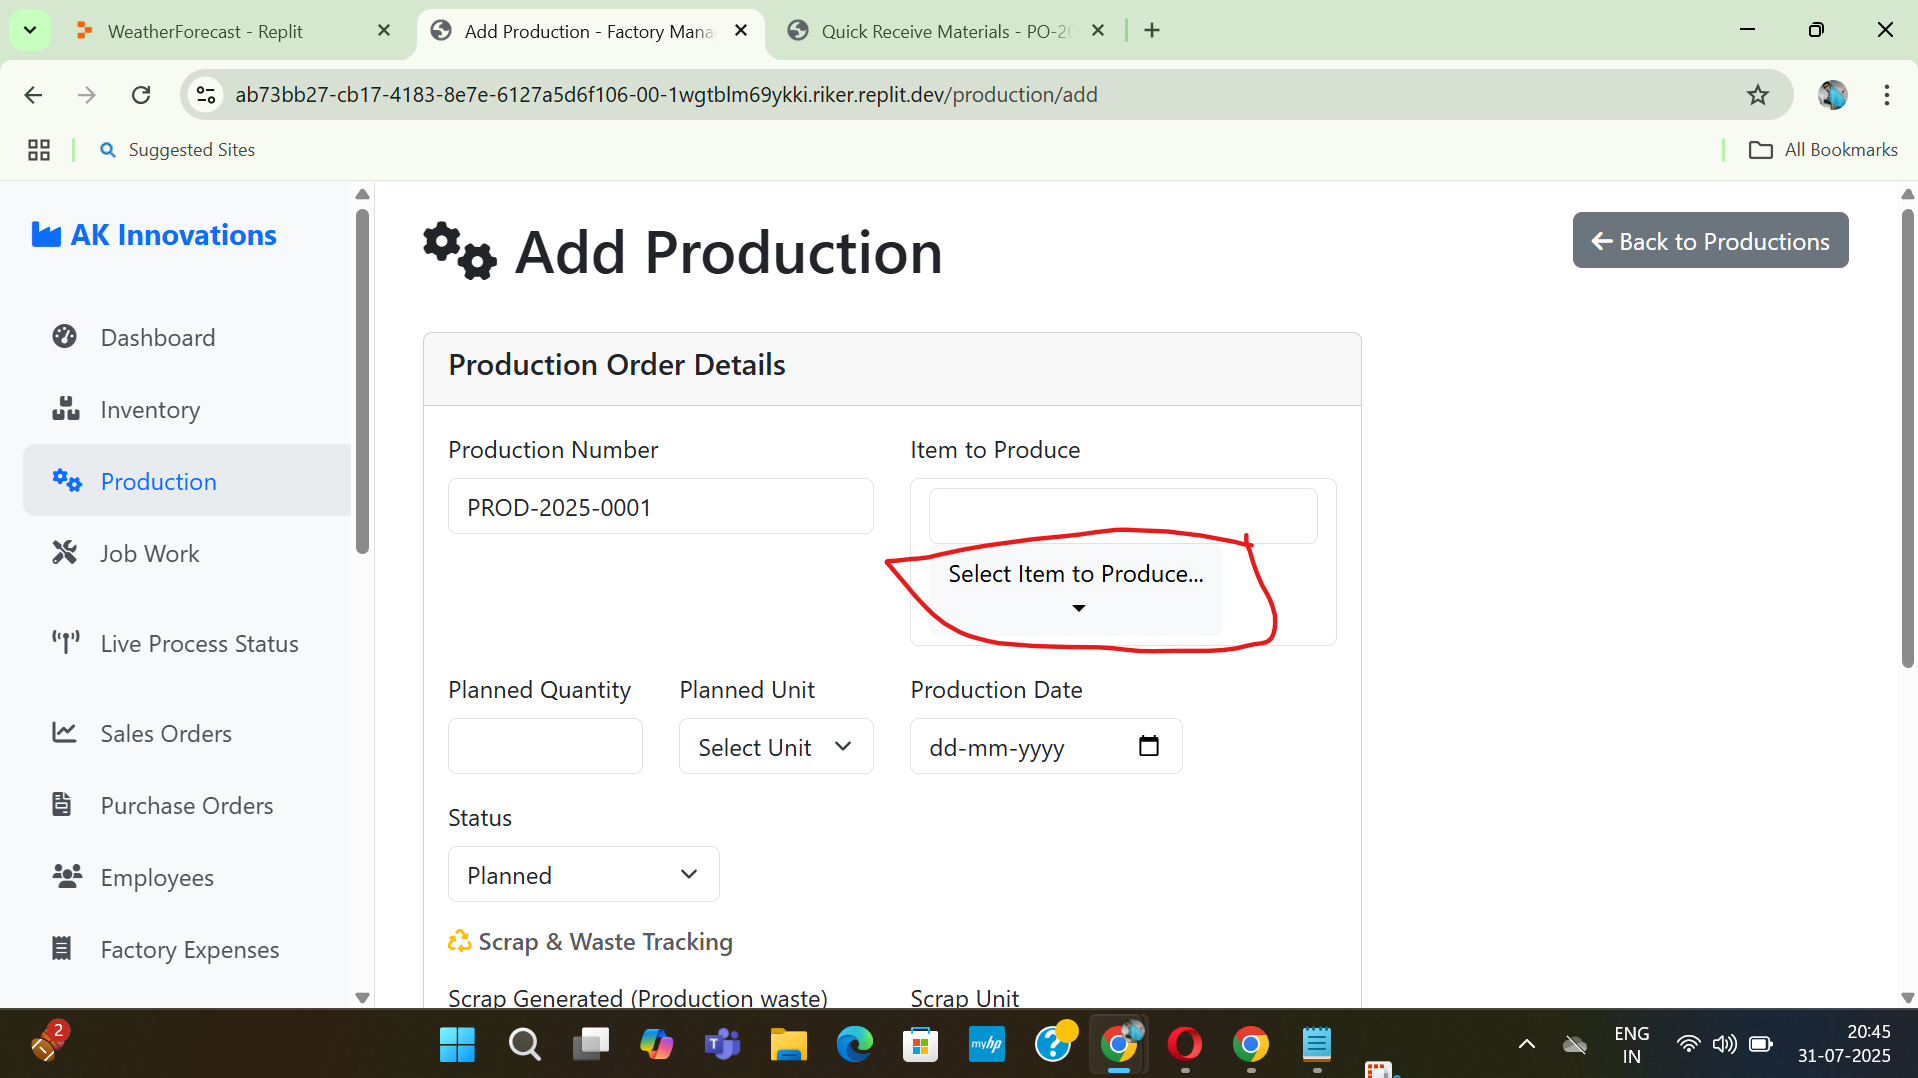 WeatherForecast - Replit
Add Production - Factory Mana
Quick Receive Materials - PO-20
ab73bb27-cb17-4183-8e7e-6127a5d6f106-00-1wgtblm69ykki.riker.replit.dev/production/add
Suggested Sites
All Bookmarks
AK Innovations
Dashboard
Inventory
Production
Job Work
Live Process Status
Sales Orders
Purchase Orders
Employees
Factory Expenses
Add Production
Back to Productions
Production Order Details
Production Number
Item to Produce
PROD-2025-0001
Select Item to Produce...
Planned Quantity
Planned Unit
Production Date
Select Unit
dd-mm-yyyy
Status
Planned
Scrap & Waste Tracking
Scrap Generated (Production waste)
Scrap Unit
2
myhp
ENG
IN
20:45
31-07-2025